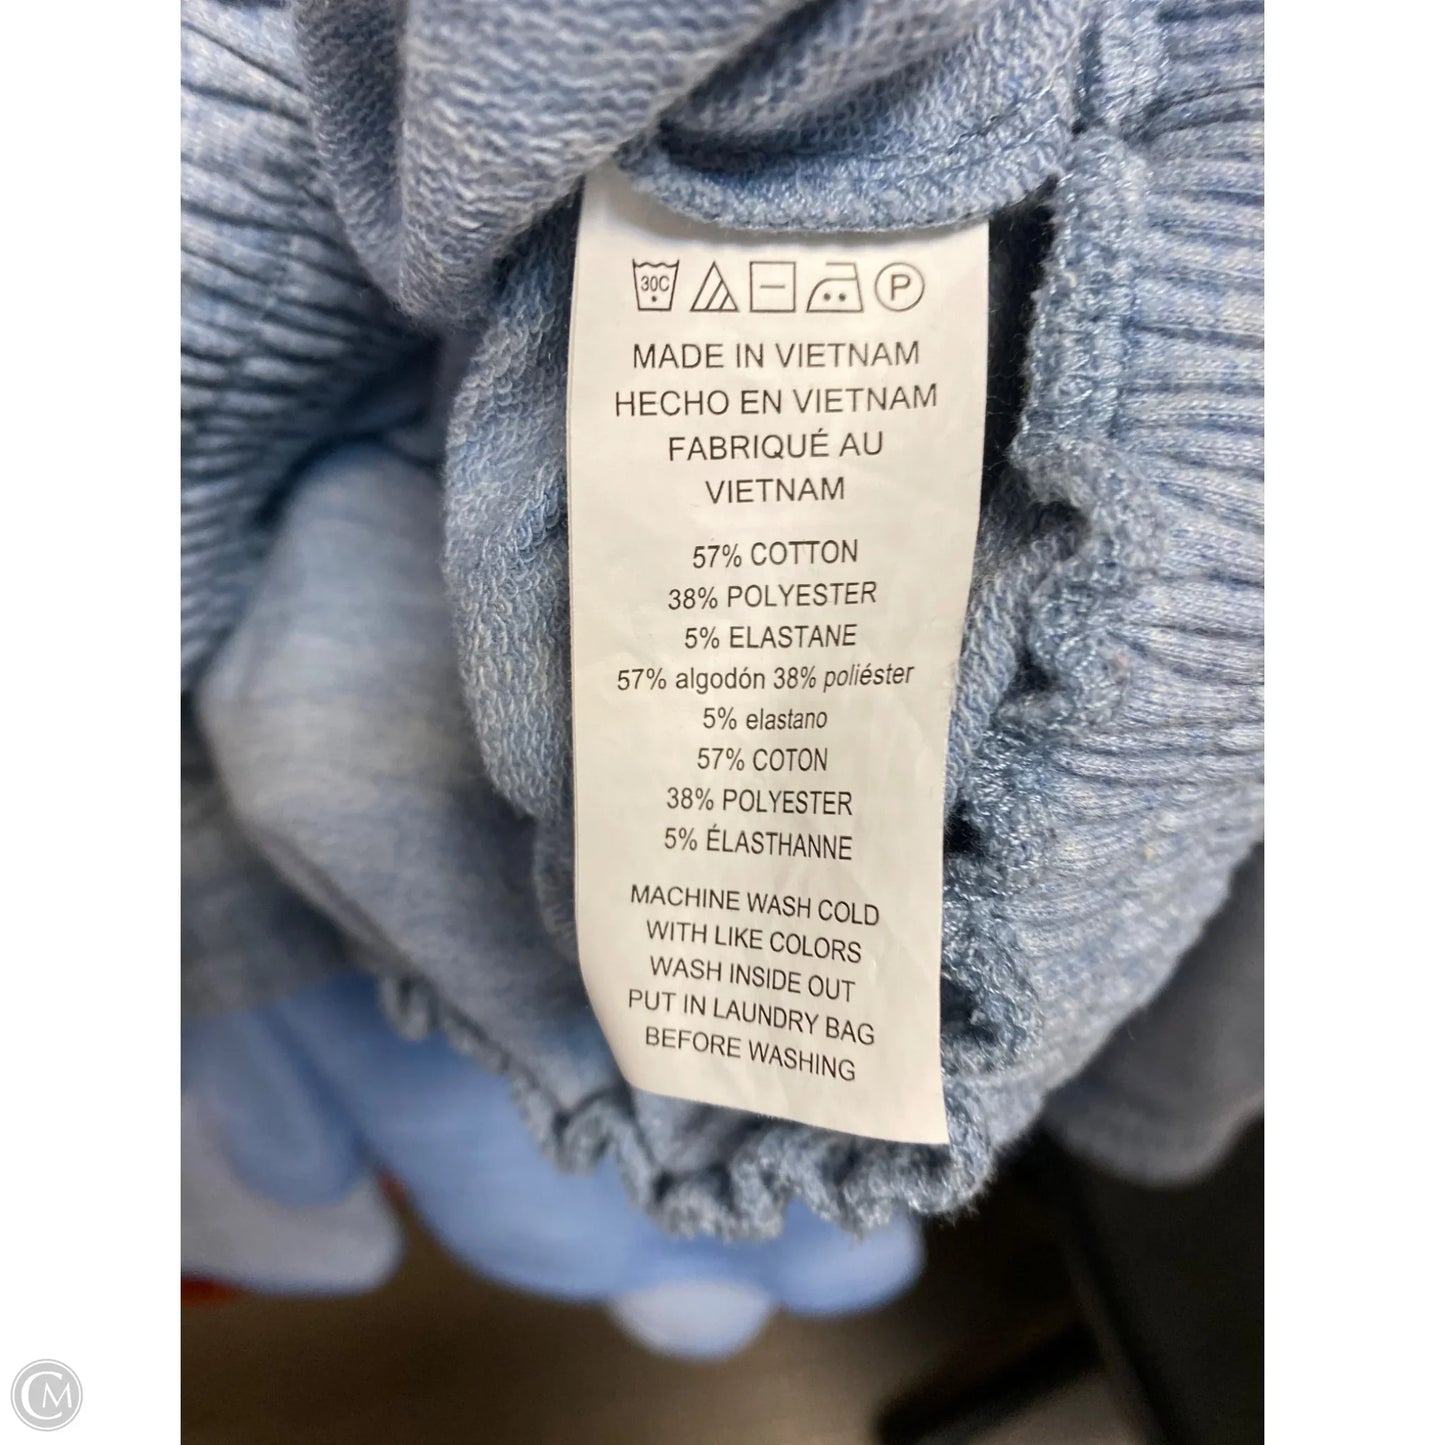 30C P
MADE IN VIETNAM
HECHO EN VIETNAM
FABRIQUÉ AU
VIETNAM
57% COTTON
38% POLYESTER
5% ELASTANE
57% algodón 38% poliéster
5% elastano
57% COTON
38% POLYESTER
5% ÉLASTHANNE
MACHINE WASH COLD
WITH LIKE COLORS
WASH INSIDE OUT
PUT IN LAUNDRY BAG
BEFORE WASHING
CM